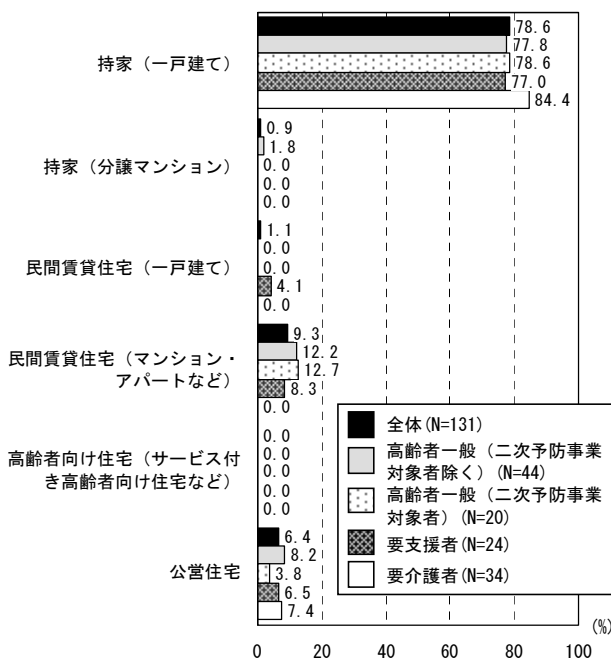 持家（一戸建て）
78.6
77.8
78.6
77.0
84.4
持家（分譲マンション）
0.9
1.8
0.0
0.0
0.0
民間賃貸住宅（一戸建て）
1.1
0.0
0.0
4.1
0.0
民間賃貸住宅（マンション・
アパートなど）
9.3
12.2
12.7
8.3
0.0
高齢者向け住宅（サービス付
き高齢者向け住宅など）
0.0
0.0
0.0
0.0
0.0
公営住宅
6.4
8.2
3.8
6.5
7.4
全体(N=131)
高齢者一般（二次予防事業
対象者除く）(N=44)
高齢者一般（二次予防事業
対象者）(N=20)
要支援者(N=24)
要介護者(N=34)
(%)
0 20 40 60 80 100